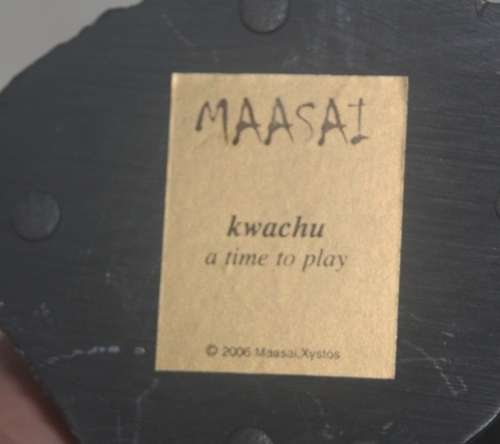 MAASAI
kwachu
a time to play
© 2006 Maasai,Xystos